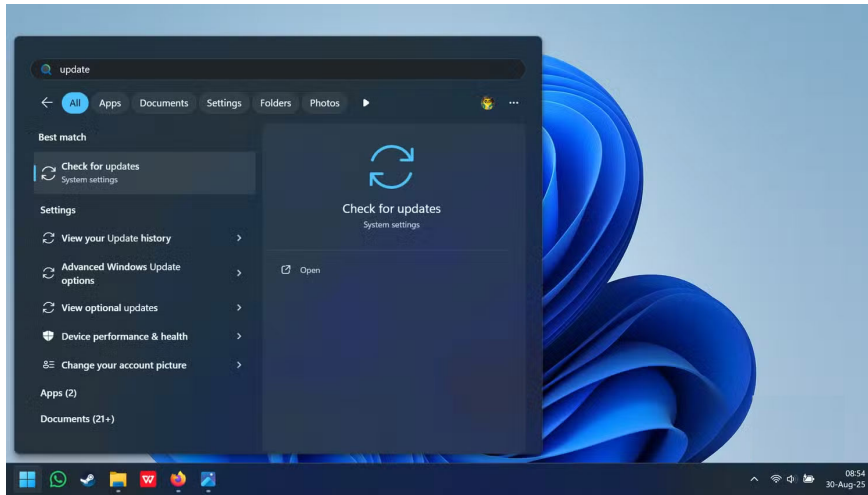 update
All
Apps
Documents
Settings
Folders
Photos
Best match
Check for updates
System settings
Settings
View your Update history
Advanced Windows Update
options
View optional updates
Device performance & health
Change your account picture
Apps (2)
Documents (21+)
Check for updates
System settings
Open
W
08:54
30-Aug-25